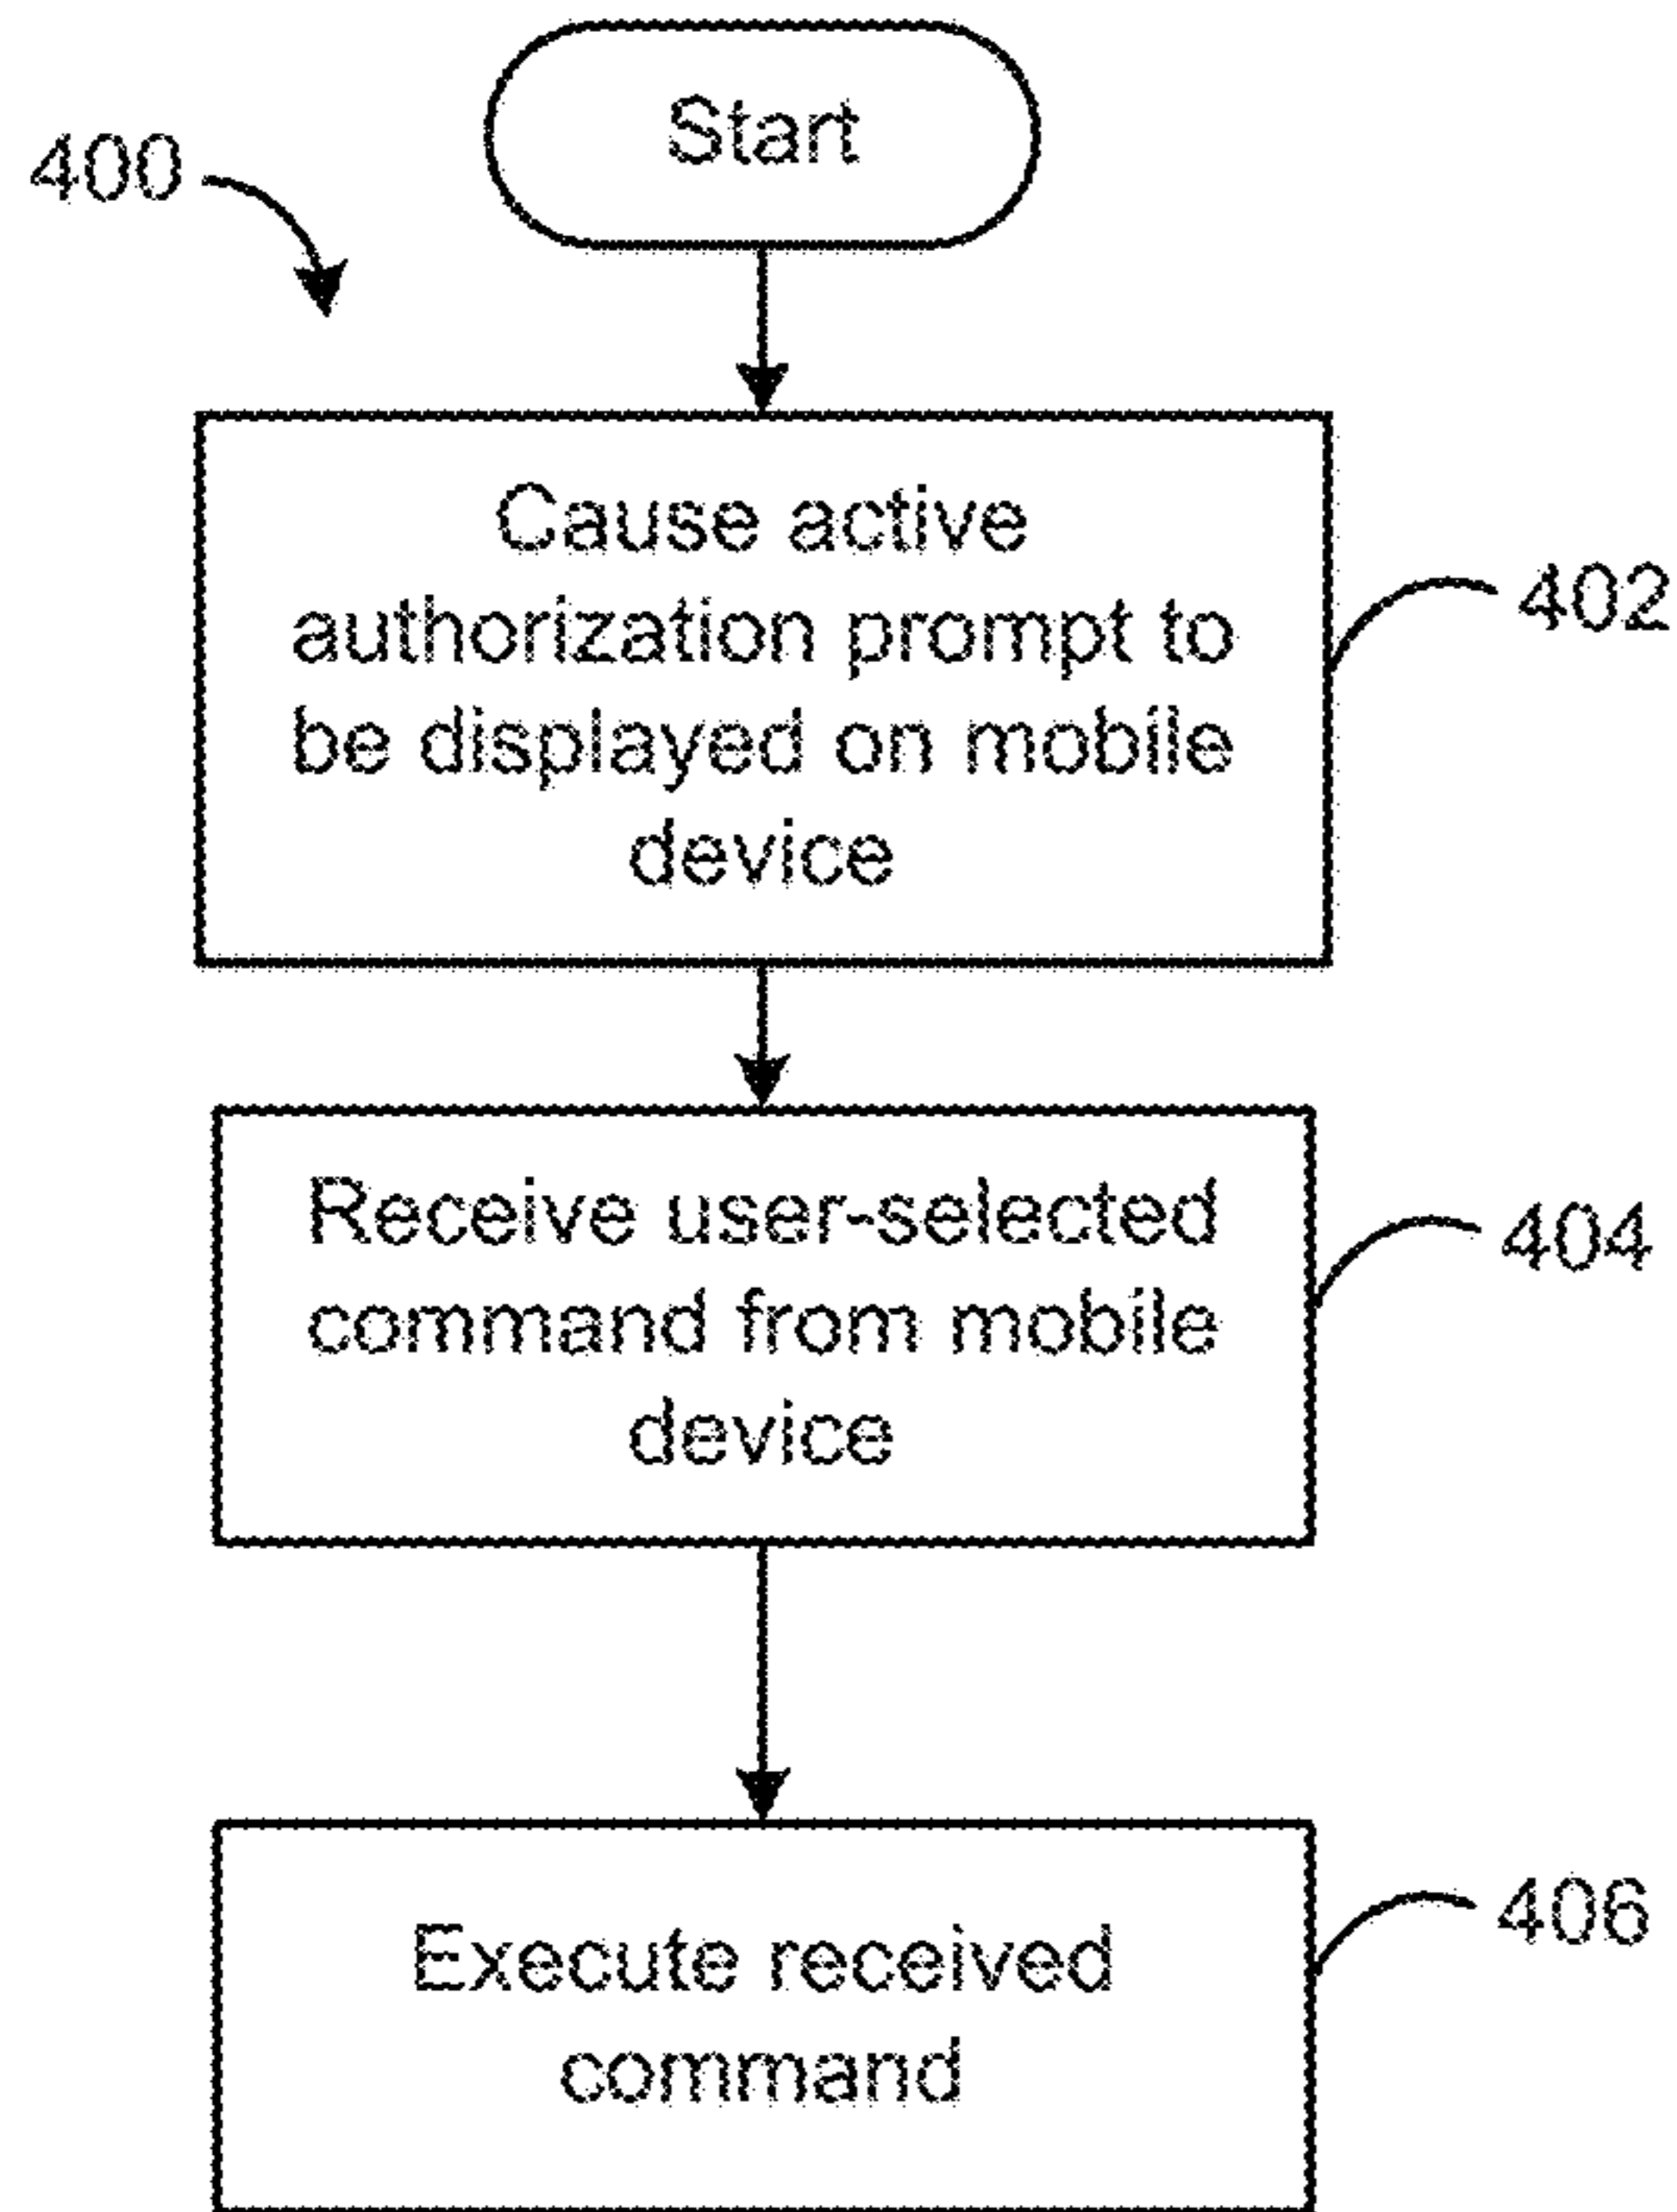 Start
400
Cause active
authorization prompt to
be displayed on mobile
device
402
Receive user-selected
command from mobile
device
404
Execute received
command
406